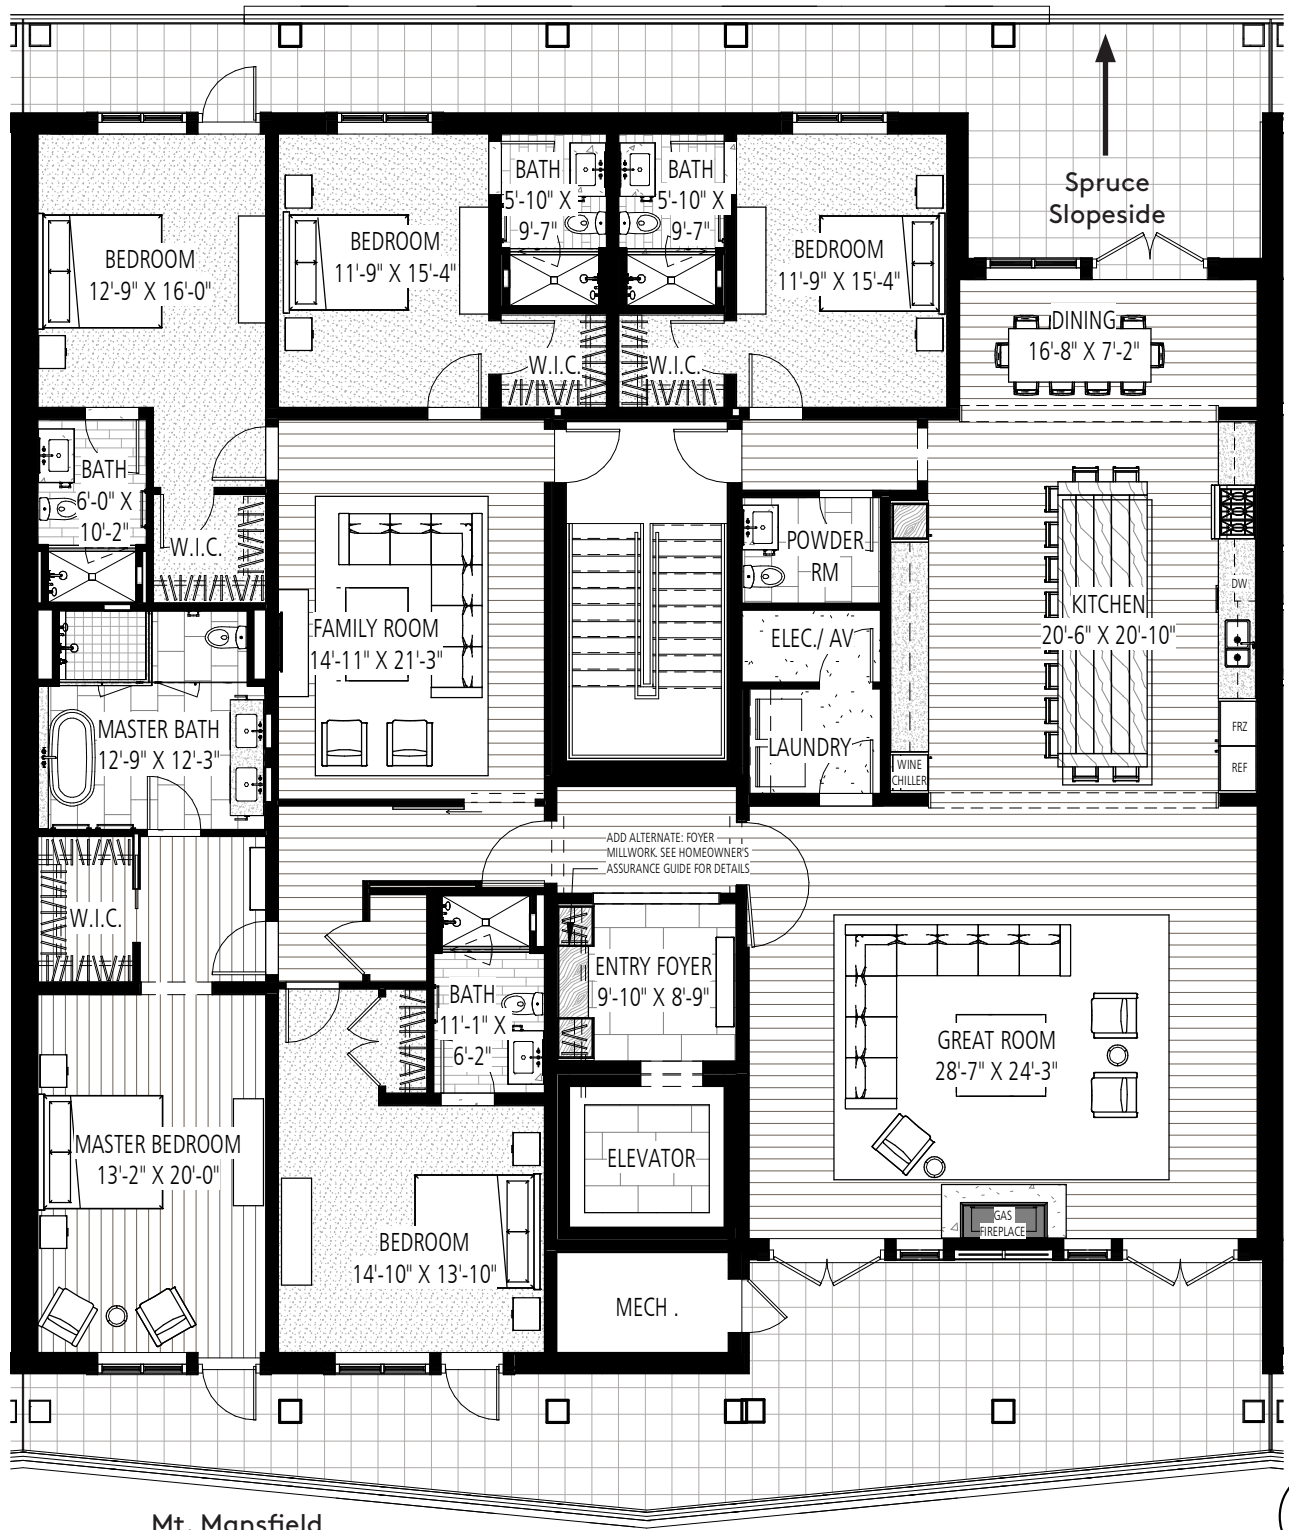 Spruce
Slopeside
BATH
5'-10" X
9'-7"
BATH
5'-10" X
9'-7"
BEDROOM
12'-9" X 16'-0"
BEDROOM
11'-9" X 15'-4"
BEDROOM
11'-9" X 15'-4"
DINING
16'-8" X 7'-2"
W.I.C.
W.I.C.
BATH
6'-0" X
10'-2"
W.I.C.
POWDER
RM
DW
KITCHEN
20'-6" X 20'-10"
FAMILY ROOM
14'-11" X 21'-3"
ELEC./ AV
MASTER BATH
12'-9" X 12'-3"
LAUNDRY
FRZ
REF
WINE
CHILLER
ADD ALTERNATE: FOYER
MILLWORK. SEE HOMEOWNER'S
ASSURANCE GUIDE FOR DETAILS
W.I.C.
ENTRY FOYER
9'-10" X 8'-9"
BATH
11'-1" X
6'-2"
GREAT ROOM
28'-7" X 24'-3"
MASTER BEDROOM
13'-2" X 20'-0"
ELEVATOR
GAS
FIREPLACE
BEDROOM
14'-10" X 13'-10"
MECH .
Mt. Mansfield